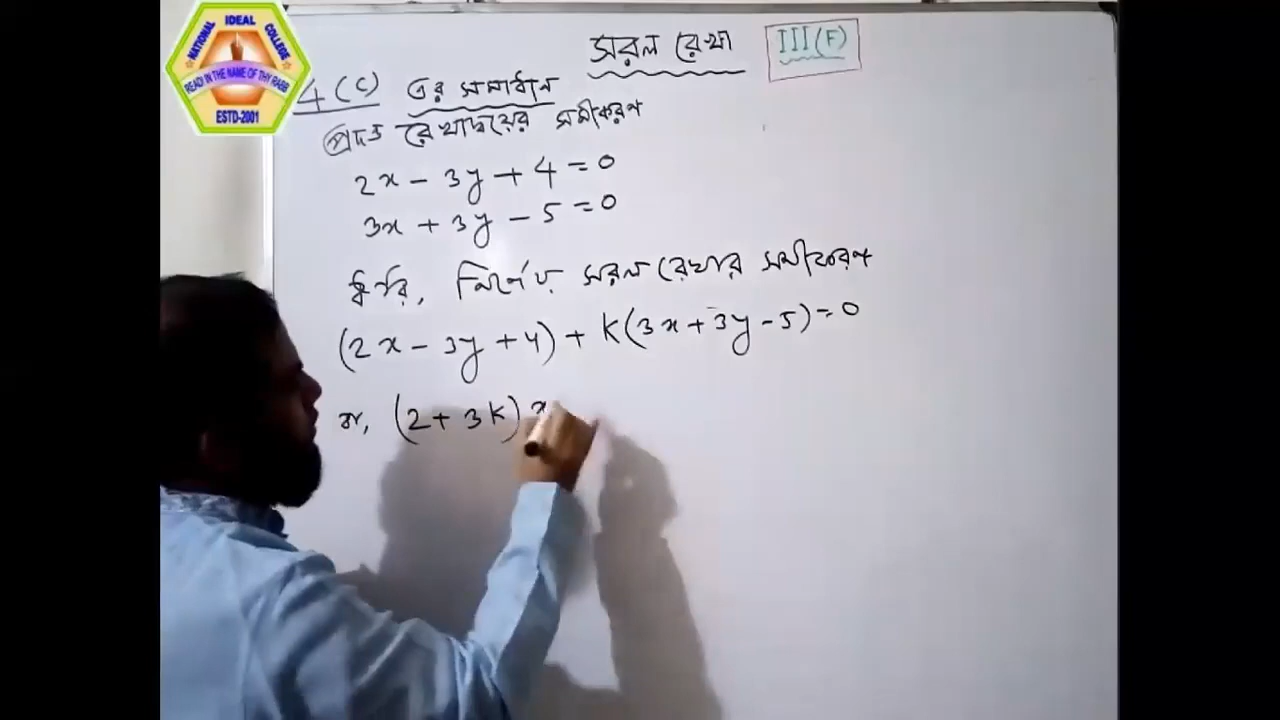 NATIONAL IDEAL COLLEGE
READ IN THE NAME OF THY RABB
ESTD-2001
সরল রেখা
III(F)
4(C) এর সমাধান
প্রদত্ত রেখাদ্বয়ের সমীকরণ
2x - 3y + 4 = 0
3x + 3y - 5 = 0
ধরি, নির্ণেয় সরল রেখার সমীকরণ
(2x - 3y + 4) + k(3x + 3y - 5) = 0
বা, (2 + 3k) x